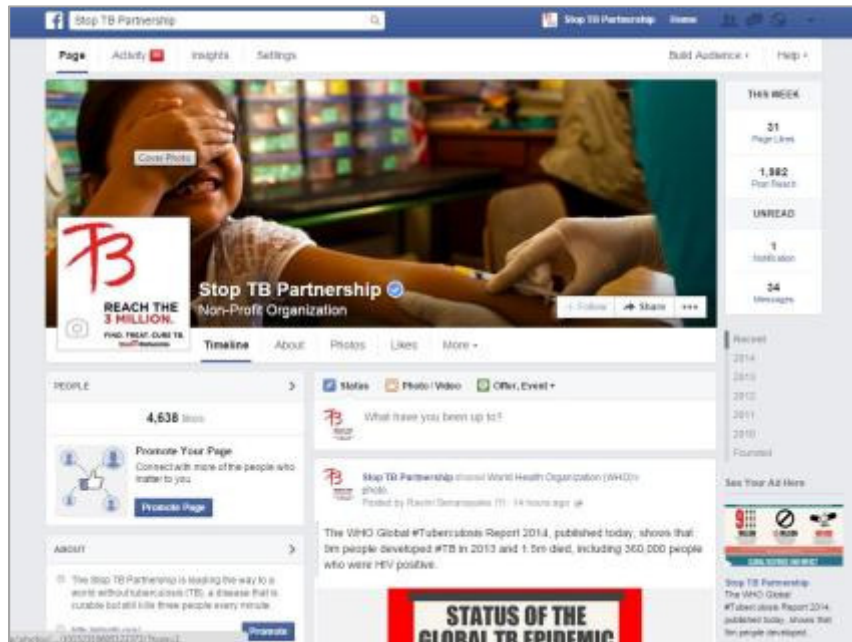 Stop TB Partnership
Stop TB Partnership Home
Page Activity Insights Settings
Build Audience Help
THIS WEEK
31
Page Likes
1,982
Post Reach
UNREAD
1
Notification
34
Messages
Cover Photo
TB
REACH THE
3 MILLION.
FIND. TREAT. CURE TB.
Stop TB Partnership
Non-Profit Organization
Follow Share
Timeline About Photos Likes More
Recent
2014
2013
2012
2011
2010
Founded
PEOPLE
4,638 likes
Promote Your Page
Connect with more of the people who
matter to you.
Promote Page
ABOUT
The Stop TB Partnership is leading the way to a
world without tuberculosis (TB), a disease that is
curable but still kills three people every minute.
Promote
Status Photo / Video Offer, Event +
What have you been up to?
Stop TB Partnership shared World Health Organization (WHO)'s
photo.
14 hours ago
The WHO Global #Tuberculosis Report 2014, published today, shows that
9m people developed #TB in 2013 and 1.5m died, including 360,000 people
who were HIV positive.
STATUS OF THE
GLOBAL TB EPIDEMIC
See Your Ad Here
Stop TB Partnership
The WHO Global
#Tuberculosis Report 2014,
published today, shows that
9m people developed